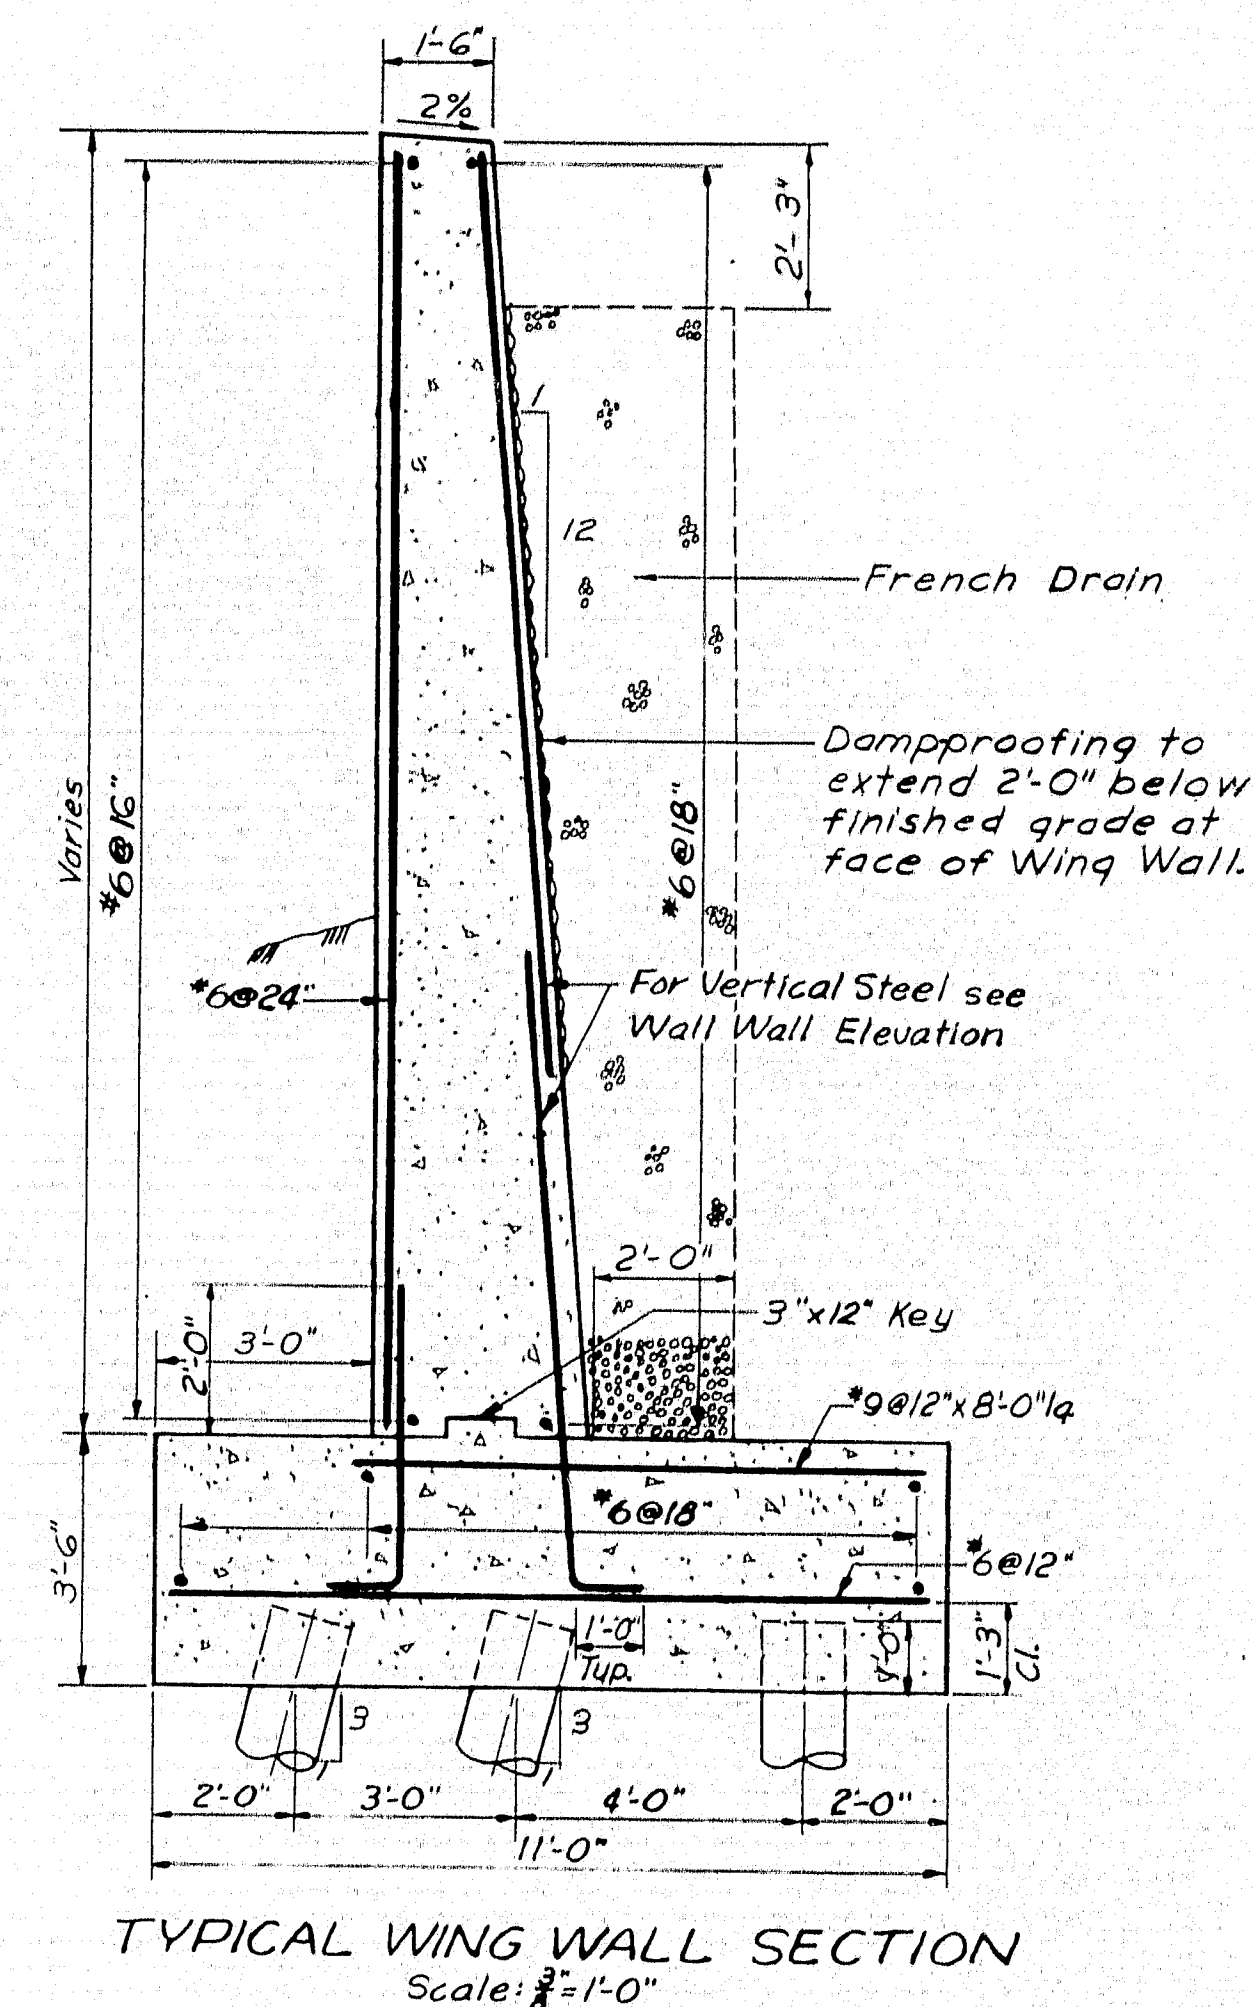 1'-6"
2%
2'-3"
1
12
French Drain
Dampproofing to
extend 2'-0" below
finished grade at
face of Wing Wall.
Varies
#6@16"
#6@18"
#6@24"
For Vertical Steel see
Wall Wall Elevation
2'-0"
3"x12" Key
3'-0"
2'-0"
#9@12"x8'-0"lg
#6@18"
3'-6"
#6@12"
1'-0"
Typ.
1'-0"
1'-3"
Cl.
3
1
3
1
2'-0"
3'-0"
4'-0"
2'-0"
11'-0"
TYPICAL WING WALL SECTION
Scale: =1'-0"